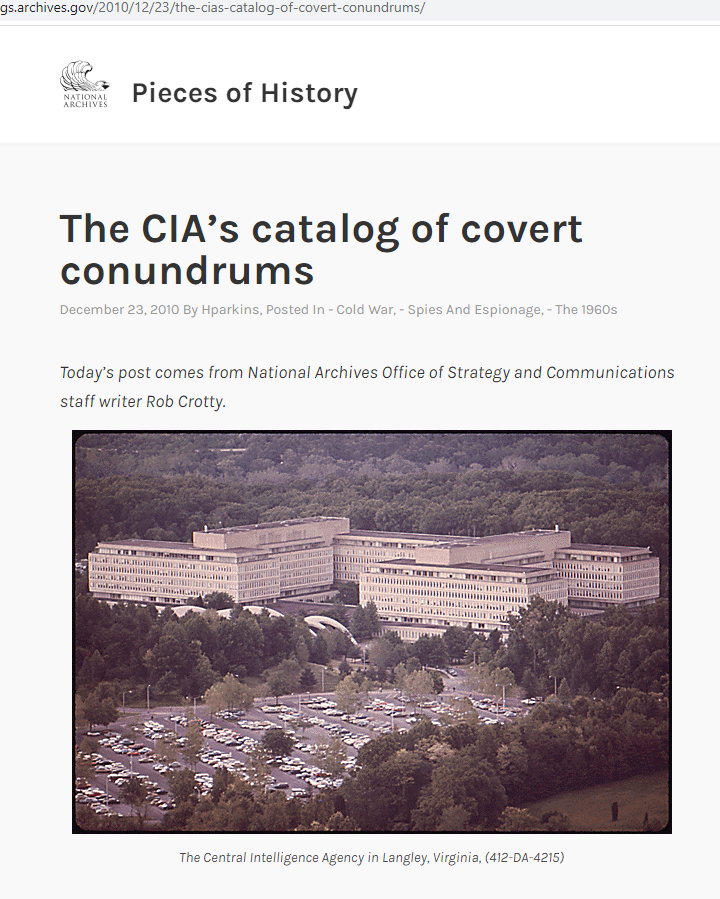 gs.archives.gov/2010/12/23/the-cias-catalog-of-covert-conundrums/
NATIONAL
ARCHIVES
Pieces of History
The CIA’s catalog of covert
conundrums
December 23, 2010 By Hparkins, Posted In - Cold War, - Spies And Espionage, - The 1960s
Today’s post comes from National Archives Office of Strategy and Communications
staff writer Rob Crotty.
The Central Intelligence Agency in Langley, Virginia, (412-DA-4215)